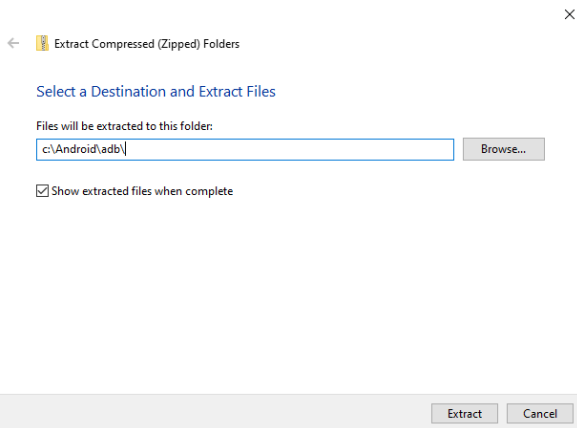 Extract Compressed (Zipped) Folders
Select a Destination and Extract Files
Files will be extracted to this folder:
c:\Android\adb\
Browse...
Show extracted files when complete
Extract
Cancel